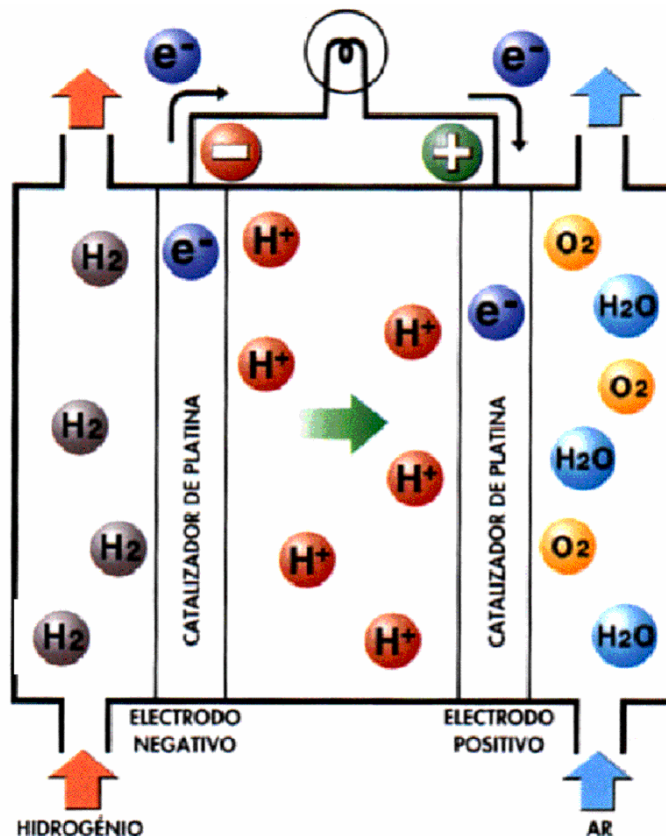 e-
e-
−
+
H2
e-
H+
O2
e-
H2O
H+
H+
O2
H2
H2O
H+
H2
H+
O2
H2
H+
H2O
CATALIZADOR DE PLATINA
CATALIZADOR DE PLATINA
ELECTRODO
NEGATIVO
ELECTRODO
POSITIVO
HIDROGÉNIO
AR